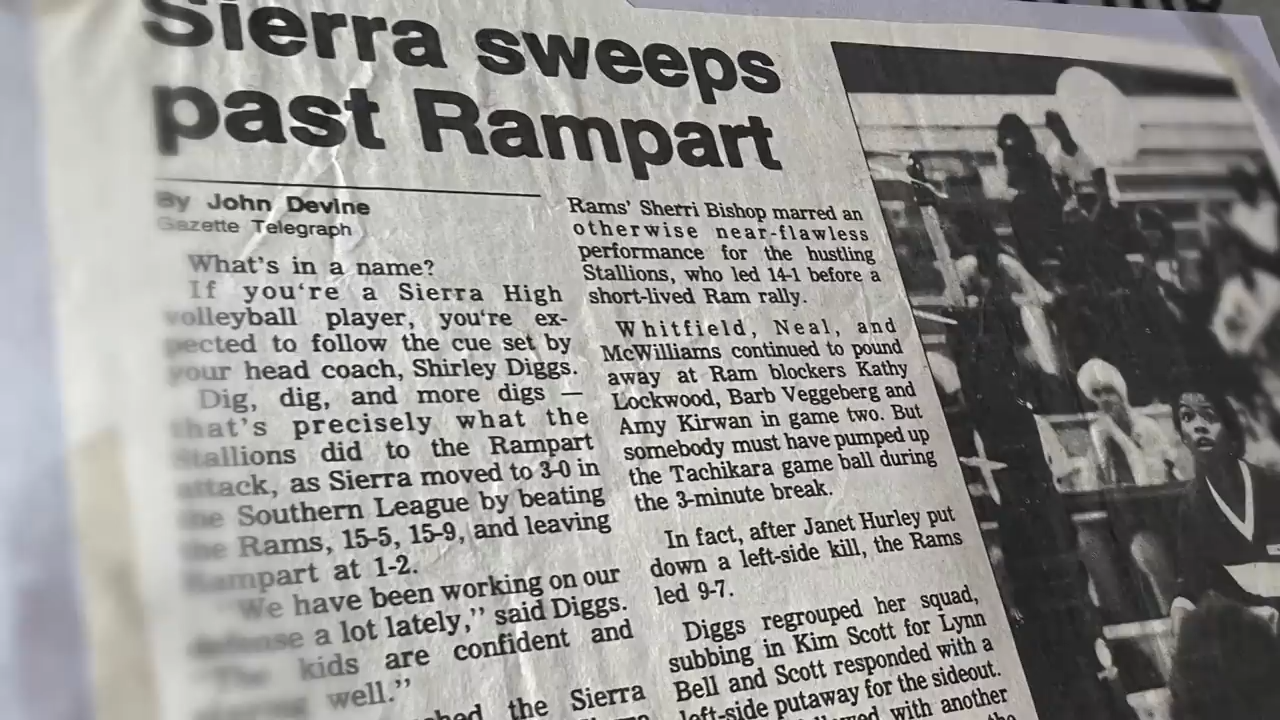 Sierra sweeps
past Rampart
By John Devine
Gazette Telegraph
What's in a name?
If you're a Sierra High
volleyball player, you're ex-
pected to follow the cue set by
your head coach, Shirley Diggs.
Dig, dig, and more digs —
that's precisely what the
Stallions did to the Rampart
attack, as Sierra moved to 3-0 in
the Southern League by beating
the Rams, 15-5, 15-9, and leaving
Rampart at 1-2.
"We have been working on our
defense a lot lately," said Diggs.
"The kids are confident and
well."
the Sierra
Rams' Sherri Bishop marred an
otherwise near-flawless
performance for the hustling
Stallions, who led 14-1 before a
short-lived Ram rally.
Whitfield, Neal, and
McWilliams continued to pound
away at Ram blockers Kathy
Lockwood, Barb Veggeberg and
Amy Kirwan in game two. But
somebody must have pumped up
the Tachikara game ball during
the 3-minute break.
In fact, after Janet Hurley put
down a left-side kill, the Rams
led 9-7.
Diggs regrouped her squad,
subbing in Kim Scott for Lynn
Bell and Scott responded with a
left-side putaway for the sideout.
with another
the